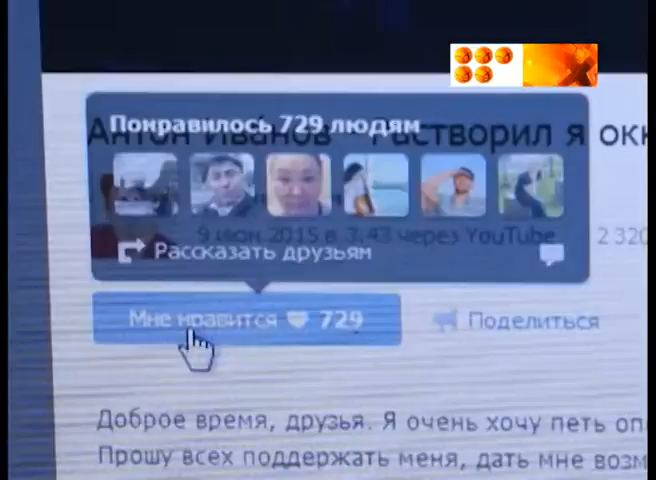 Понравилось 729 людям
Антон Иванов Растворил я окн
9 июн 2015 в 3:43 через YouTube
2 320
Рассказать друзьям
Мне нравится 729
Поделиться
Доброе время, друзья. Я очень хочу петь оп
Прошу всех поддержать меня, дать мне возм